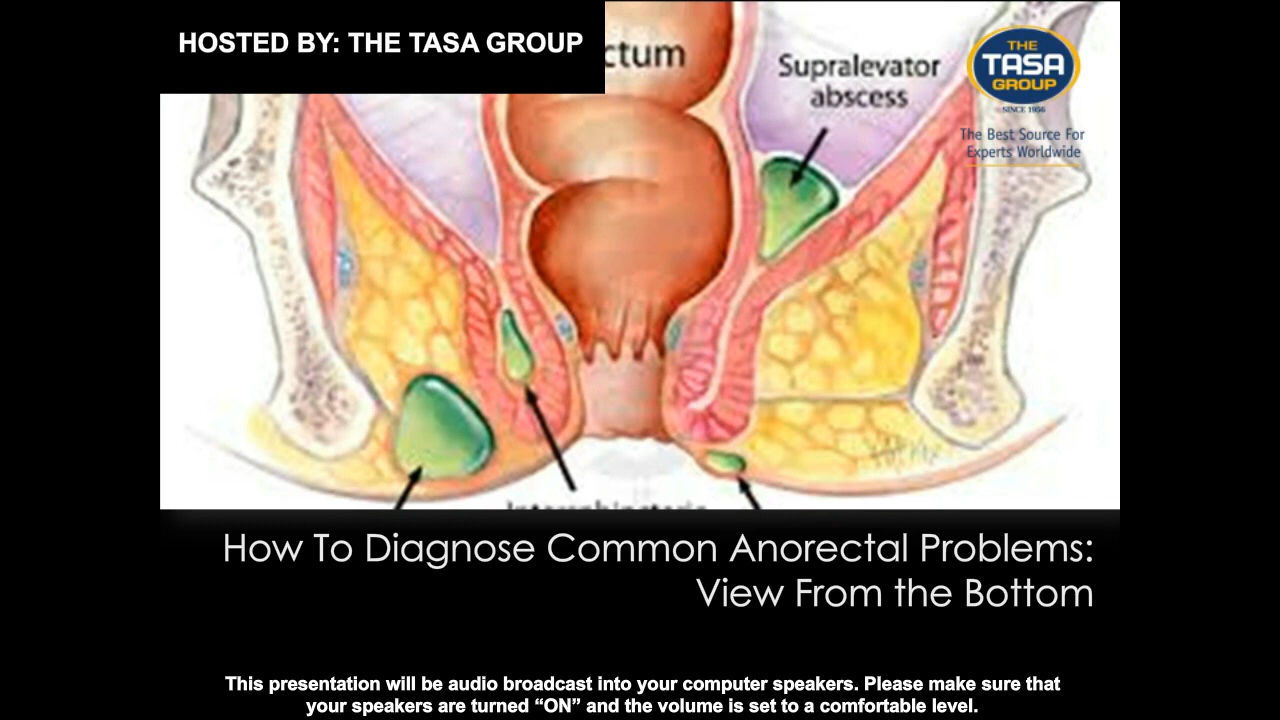 HOSTED BY: THE TASA GROUP
ctum
Supralevator
abscess
THE
TASA
GROUP
SINCE 1956
The Best Source For
Experts Worldwide
How To Diagnose Common Anorectal Problems:
View From the Bottom
This presentation will be audio broadcast into your computer speakers. Please make sure that
your speakers are turned “ON” and the volume is set to a comfortable level.